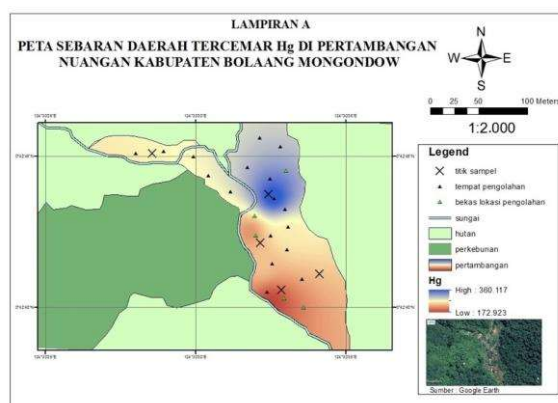 LAMPIRAN A
PETA SEBARAN DAERAH TERCEMAR Hg DI PERTAMBANGAN
NUANGAN KABUPATEN BOLAANG MONGONDOW
N
W E
S
0 25 50 100 Meters
1:2.000
Legend
titik sampel
tempat pengolahan
bekas lokasi pengolahan
sungai
hutan
perkebunan
pertambangan
Hg
High : 380.117
Low : 172.923
Sumber : Google Earth